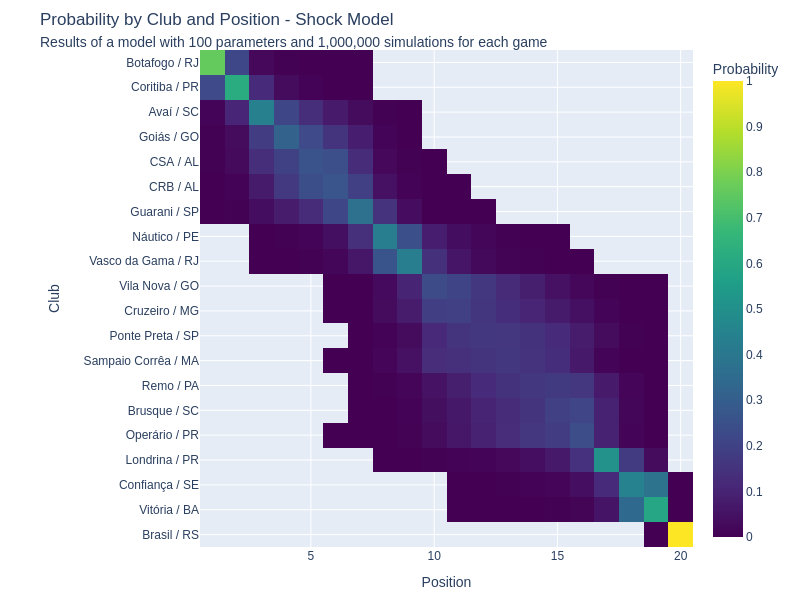 Probability by Club and Position - Shock Model
Results of a model with 100 parameters and 1,000,000 simulations for each game
Botafogo / RJ
Coritiba / PR
Avaí / SC
Goiás / GO
CSA / AL
CRB / AL
Guarani / SP
Náutico / PE
Vasco da Gama / RJ
Vila Nova / GO
Cruzeiro / MG
Ponte Preta / SP
Sampaio Corrêa / MA
Remo / PA
Brusque / SC
Operário / PR
Londrina / PR
Confiança / SE
Vitória / BA
Brasil / RS
Club
5
10
15
20
Position
Probability
1
0.9
0.8
0.7
0.6
0.5
0.4
0.3
0.2
0.1
0